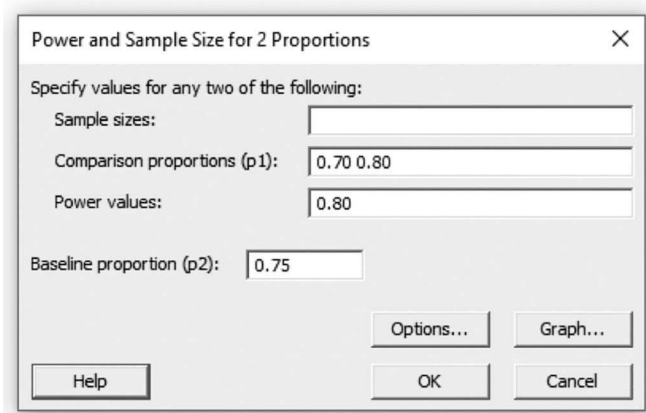 Power and Sample Size for 2 Proportions
Specify values for any two of the following:
Sample sizes:
Comparison proportions (p1): 0.70 0.80
Power values: 0.80
Baseline proportion (p2): 0.75
Options... Graph...
Help OK Cancel